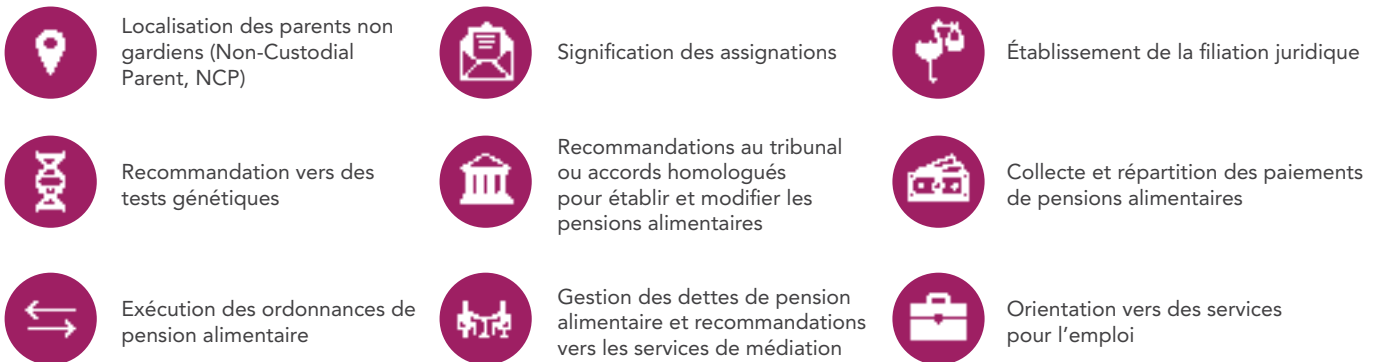 Localisation des parents non
gardiens (Non-Custodial
Parent, NCP)
Signification des assignations
Établissement de la filiation juridique
Recommandation vers des
tests génétiques
Recommandations au tribunal
ou accords homologués
pour établir et modifier les
pensions alimentaires
Collecte et répartition des paiements
de pensions alimentaires
Exécution des ordonnances de
pension alimentaire
Gestion des dettes de pension
alimentaire et recommandations
vers les services de médiation
Orientation vers des services
pour l'emploi